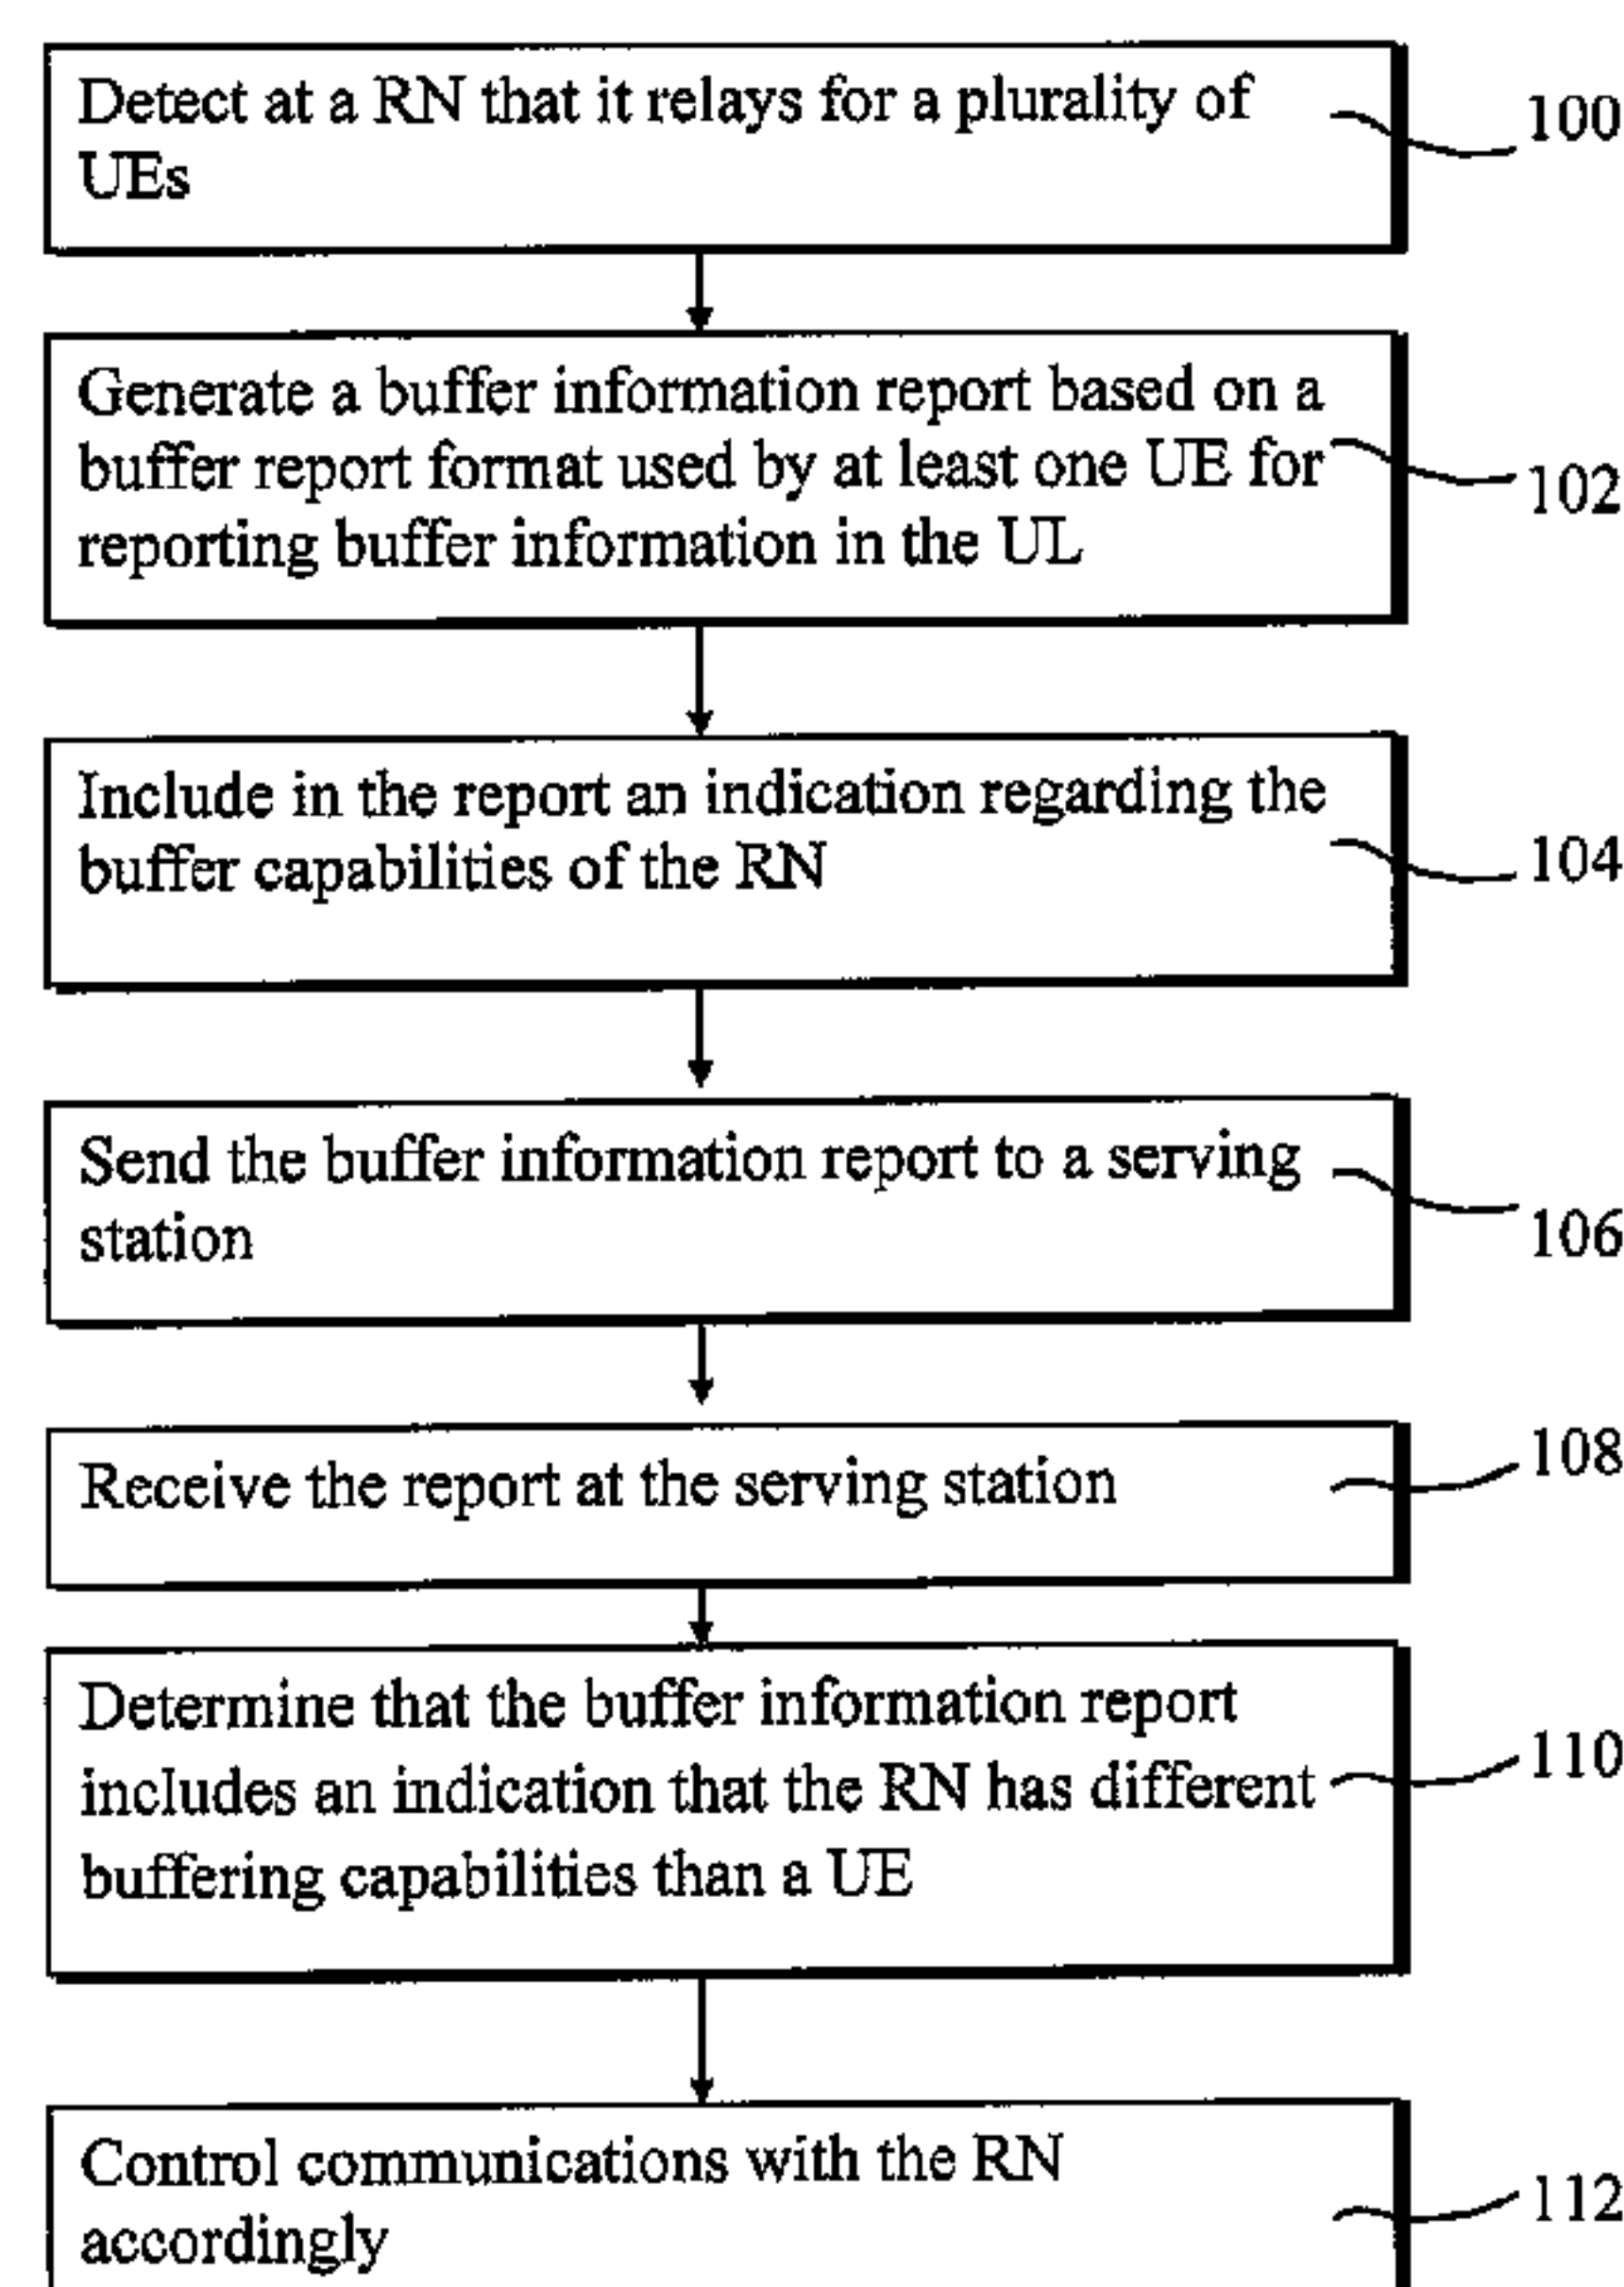 Detect at a RN that it relays for a plurality of
UEs
100
Generate a buffer information report based on a
buffer report format used by at least one UE for
reporting buffer information in the UL
102
Include in the report an indication regarding the
buffer capabilities of the RN
104
Send the buffer information report to a serving
station
106
Receive the report at the serving station
108
Determine that the buffer information report
includes an indication that the RN has different
buffering capabilities than a UE
110
Control communications with the RN
accordingly
112